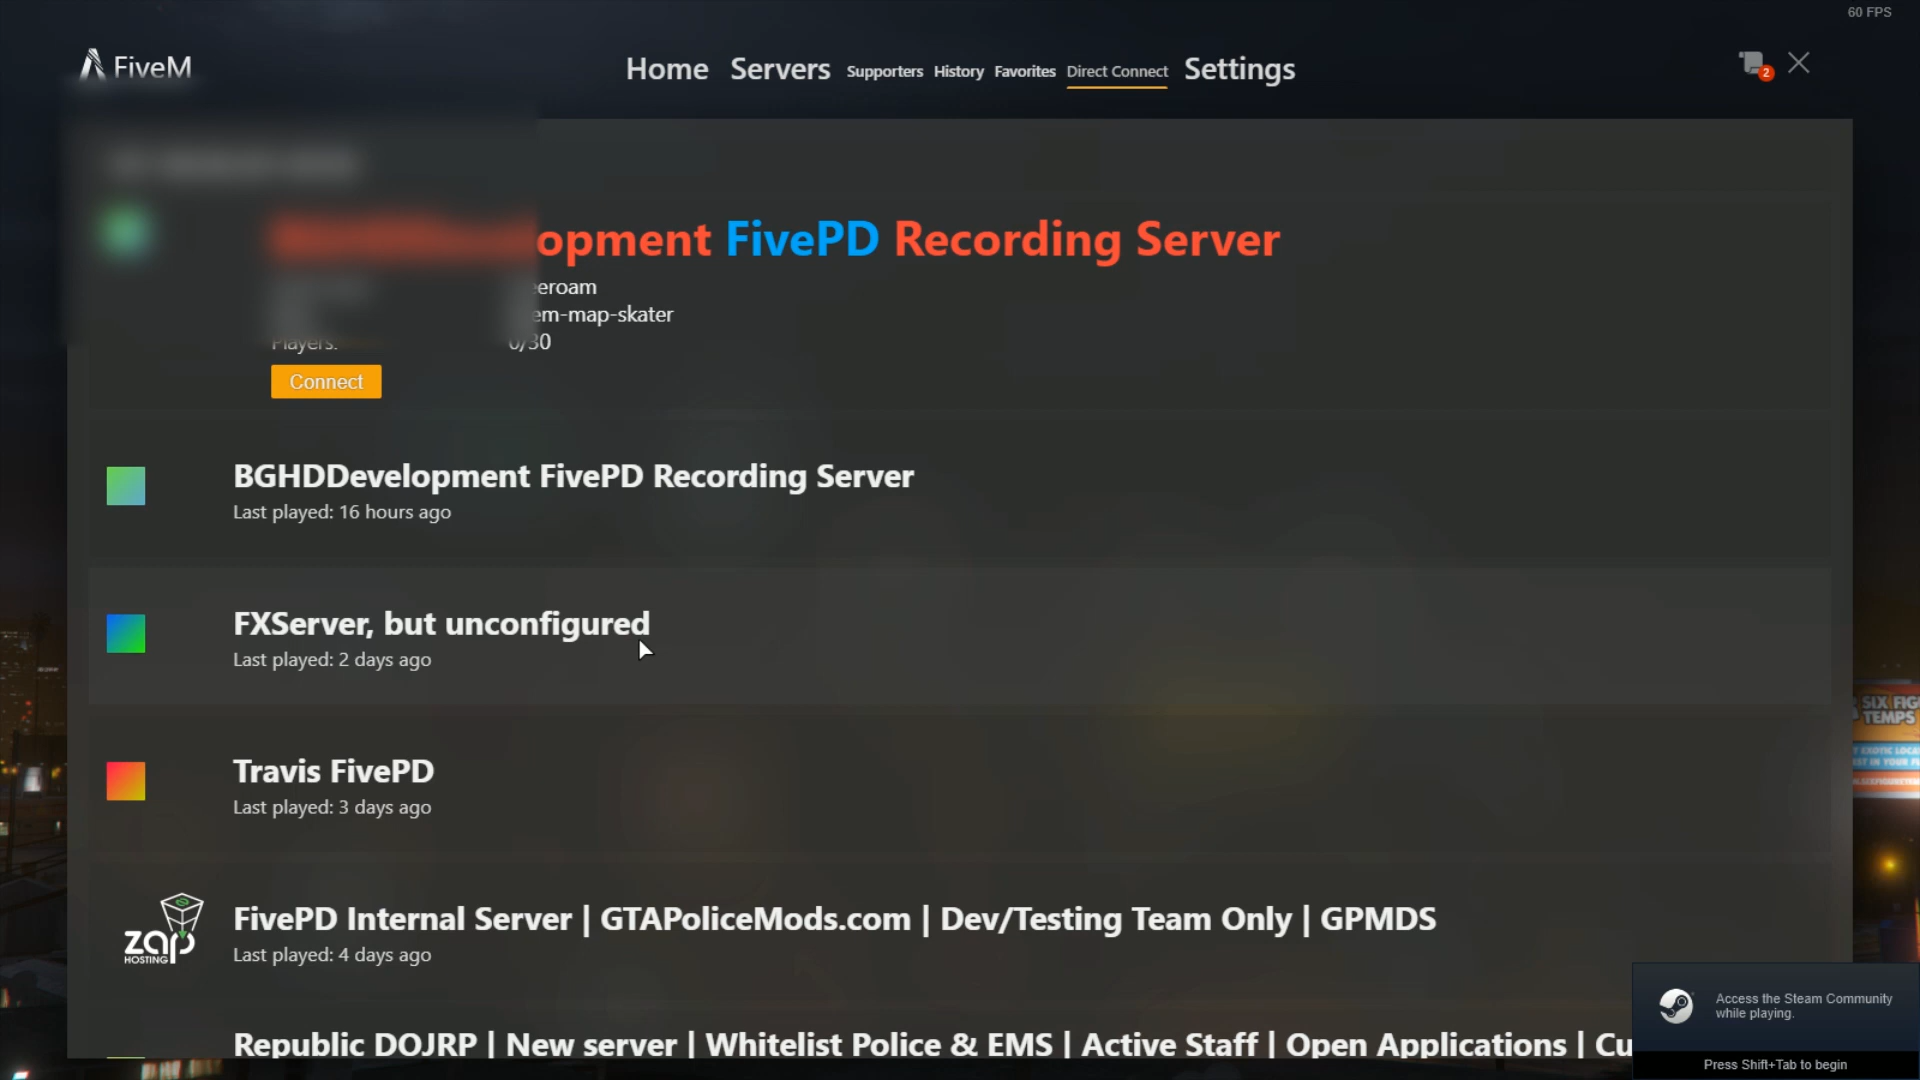 60 FPS
FiveM
Home Servers Supporters History Favorites Direct Connect Settings
2
opment FivePD Recording Server
eeroam
em-map-skater
Players: 0/30
Connect
BGHDDevelopment FivePD Recording Server
Last played: 16 hours ago
FXServer, but unconfigured
Last played: 2 days ago
SIX FIG
TEMPS
Travis FivePD
Last played: 3 days ago
zap
HOSTING
FivePD Internal Server | GTAPoliceMods.com | Dev/Testing Team Only | GPMDS
Last played: 4 days ago
Republic DOJRP | New server | Whitelist Police & EMS | Active Staff | Open Applications | Cu
Access the Steam Community
while playing.
Press Shift+Tab to begin